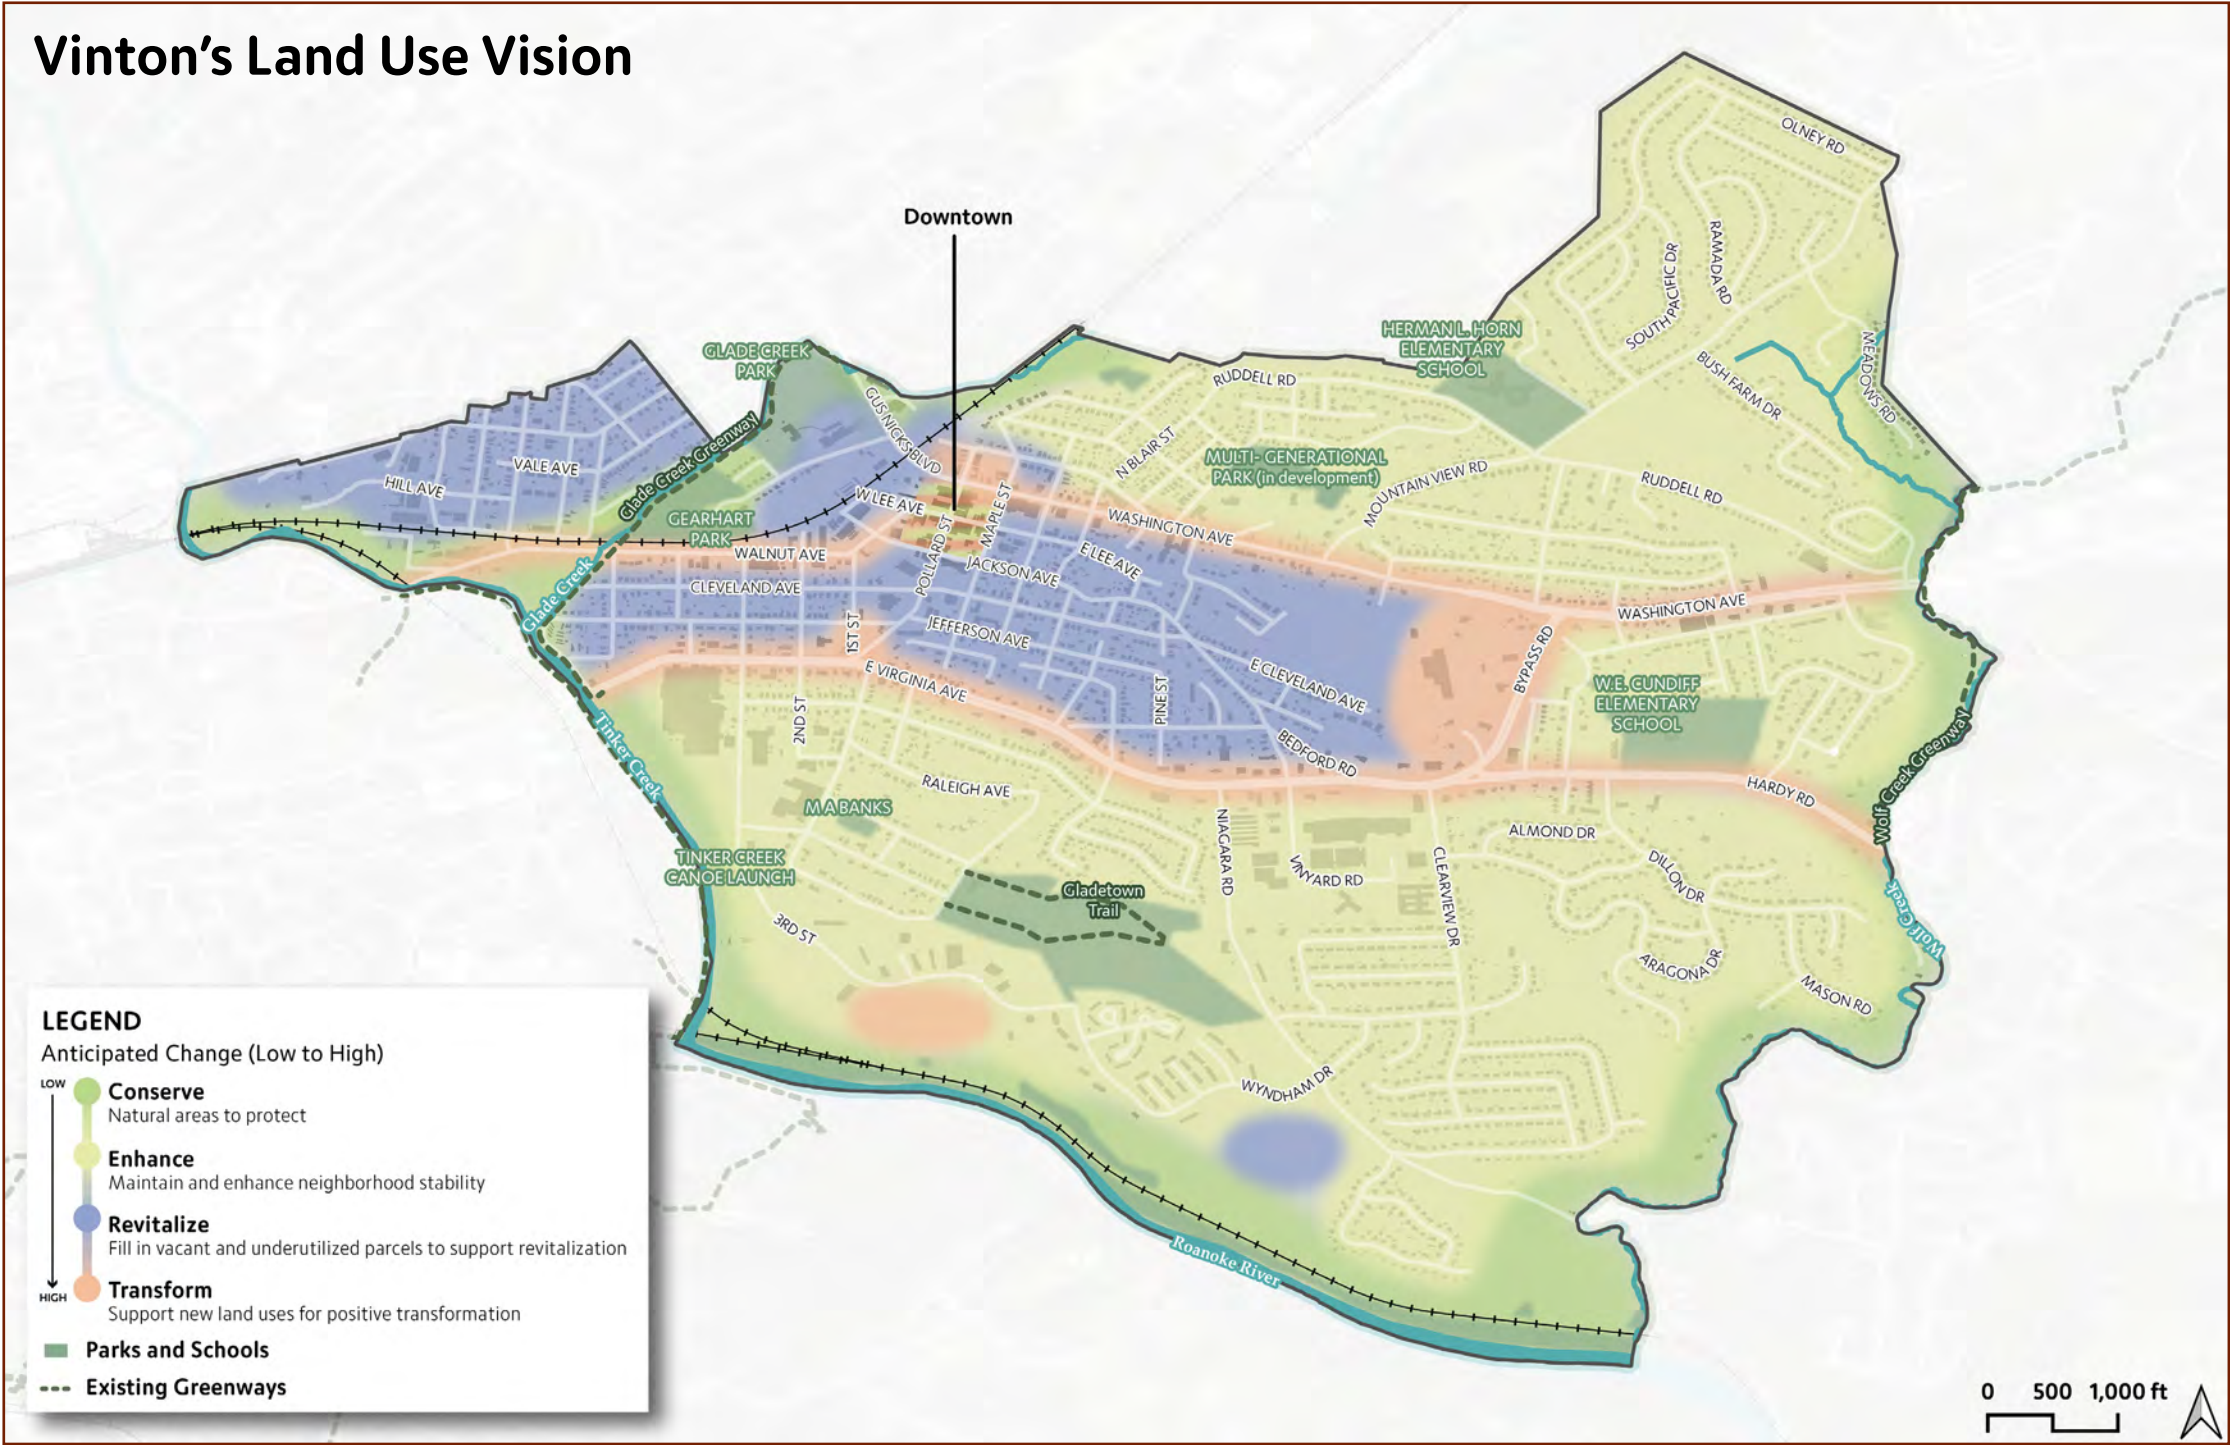 Vinton's Land Use Vision
OLNEY RD
RAMADA RD
SOUTH PACIFIC DR
Downtown
HERMAN L. HORN
ELEMENTARY
SCHOOL
GLADE CREEK
PARK
MEADOWS RD
BUSH FARM DR
RUDDELL RD
GUS NICKS BLVD
N BLAIR ST
MULTI- GENERATIONAL
PARK (in development)
MOUNTAIN VIEW RD
RUDDELL RD
VALE AVE
HILL AVE
Glade Creek Greenway
W LEE AVE
MAPLE ST
GEARHART
PARK
WASHINGTON AVE
WALNUT AVE
POLLARD ST
E LEE AVE
JACKSON AVE
CLEVELAND AVE
Glade Creek
WASHINGTON AVE
1ST ST
JEFFERSON AVE
BYPASS RD
E VIRGINIA AVE
E CLEVELAND AVE
PINE ST
W.E. CUNDIFF
ELEMENTARY
SCHOOL
2ND ST
Tinker Creek
BEDFORD RD
Wolf Creek Greenway
RALEIGH AVE
HARDY RD
M A BANKS
ALMOND DR
NIAGARA RD
TINKER CREEK
CANOE LAUNCH
VINYARD RD
CLEARVIEW DR
DILLON DR
Gladetown
Trail
Wolf Creek
3RD ST
ARAGONA DR
MASON RD
WYNDHAM DR
Roanoke River
LEGEND
Anticipated Change (Low to High)
LOW
Conserve
Natural areas to protect
Enhance
Maintain and enhance neighborhood stability
Revitalize
Fill in vacant and underutilized parcels to support revitalization
HIGH
Transform
Support new land uses for positive transformation
Parks and Schools
Existing Greenways
0 500 1,000 ft